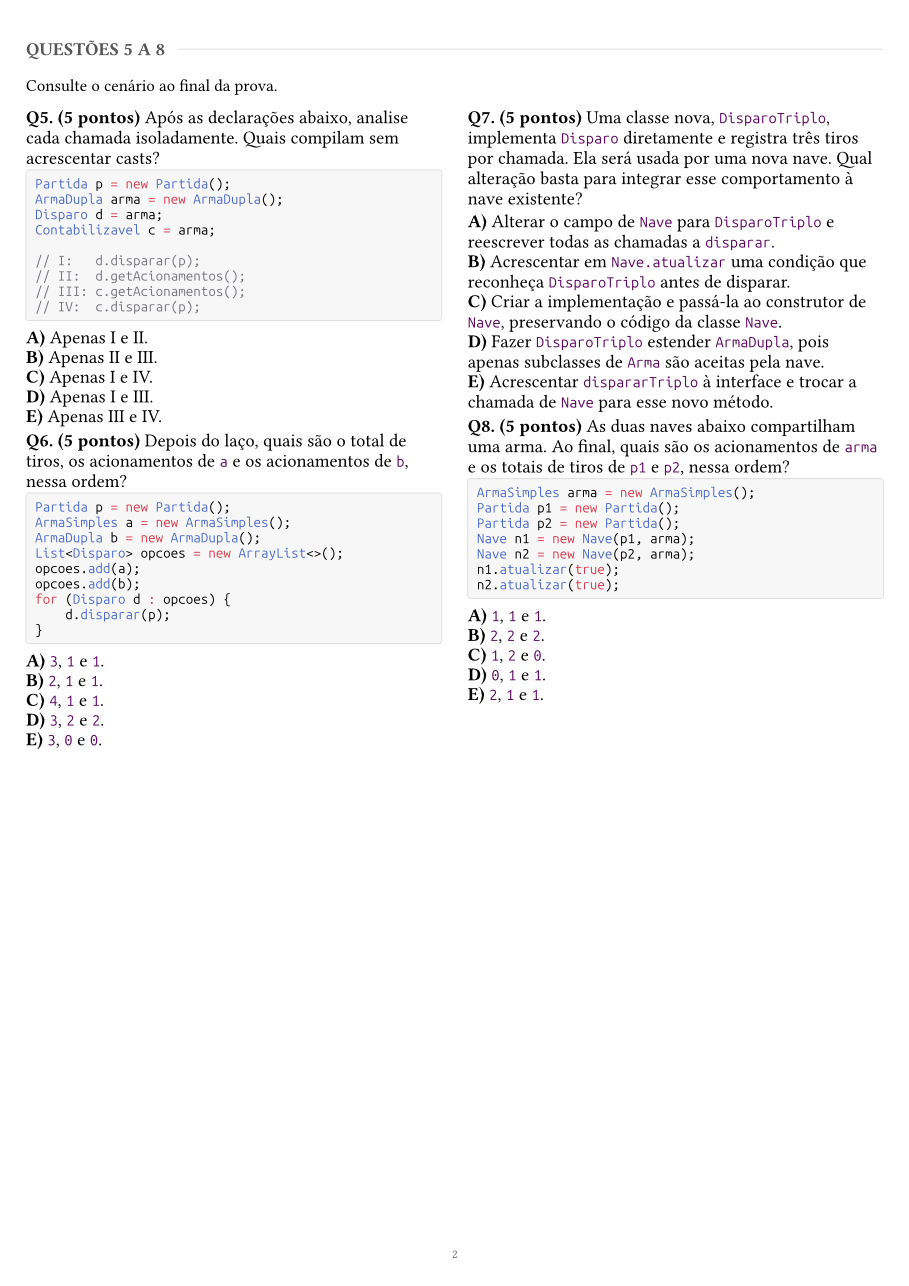 QUESTÕES 5 A 8
Consulte o cenário ao final da prova.
Q5. (5 pontos) Após as declarações abaixo, analise
cada chamada isoladamente. Quais compilam sem
acrescentar casts?
Partida p = new Partida();
ArmaDupla arma = new ArmaDupla();
Disparo d = arma;
Contabilizavel c = arma;
// I:   d.disparar(p);
// II:  d.getAcionamentos();
// III: c.getAcionamentos();
// IV:  c.disparar(p);
A) Apenas I e II.
B) Apenas II e III.
C) Apenas I e IV.
D) Apenas I e III.
E) Apenas III e IV.
Q6. (5 pontos) Depois do laço, quais são o total de
tiros, os acionamentos de a e os acionamentos de b,
nessa ordem?
Partida p = new Partida();
ArmaSimples a = new ArmaSimples();
ArmaDupla b = new ArmaDupla();
List<Disparo> opcoes = new ArrayList<>();
opcoes.add(a);
opcoes.add(b);
for (Disparo d : opcoes) {
    d.disparar(p);
}
A) 3, 1 e 1.
B) 2, 1 e 1.
C) 4, 1 e 1.
D) 3, 2 e 2.
E) 3, 0 e 0.
Q7. (5 pontos) Uma classe nova, DisparoTriplo,
implementa Disparo diretamente e registra três tiros
por chamada. Ela será usada por uma nova nave. Qual
alteração basta para integrar esse comportamento à
nave existente?
A) Alterar o campo de Nave para DisparoTriplo e
reescrever todas as chamadas a disparar.
B) Acrescentar em Nave.atualizar uma condição que
reconheça DisparoTriplo antes de disparar.
C) Criar a implementação e passá-la ao construtor de
Nave, preservando o código da classe Nave.
D) Fazer DisparoTriplo estender ArmaDupla, pois
apenas subclasses de Arma são aceitas pela nave.
E) Acrescentar dispararTriplo à interface e trocar a
chamada de Nave para esse novo método.
Q8. (5 pontos) As duas naves abaixo compartilham
uma arma. Ao final, quais são os acionamentos de arma
e os totais de tiros de p1 e p2, nessa ordem?
ArmaSimples arma = new ArmaSimples();
Partida p1 = new Partida();
Partida p2 = new Partida();
Nave n1 = new Nave(p1, arma);
Nave n2 = new Nave(p2, arma);
n1.atualizar(true);
n2.atualizar(true);
A) 1, 1 e 1.
B) 2, 2 e 2.
C) 1, 2 e 0.
D) 0, 1 e 1.
E) 2, 1 e 1.
2